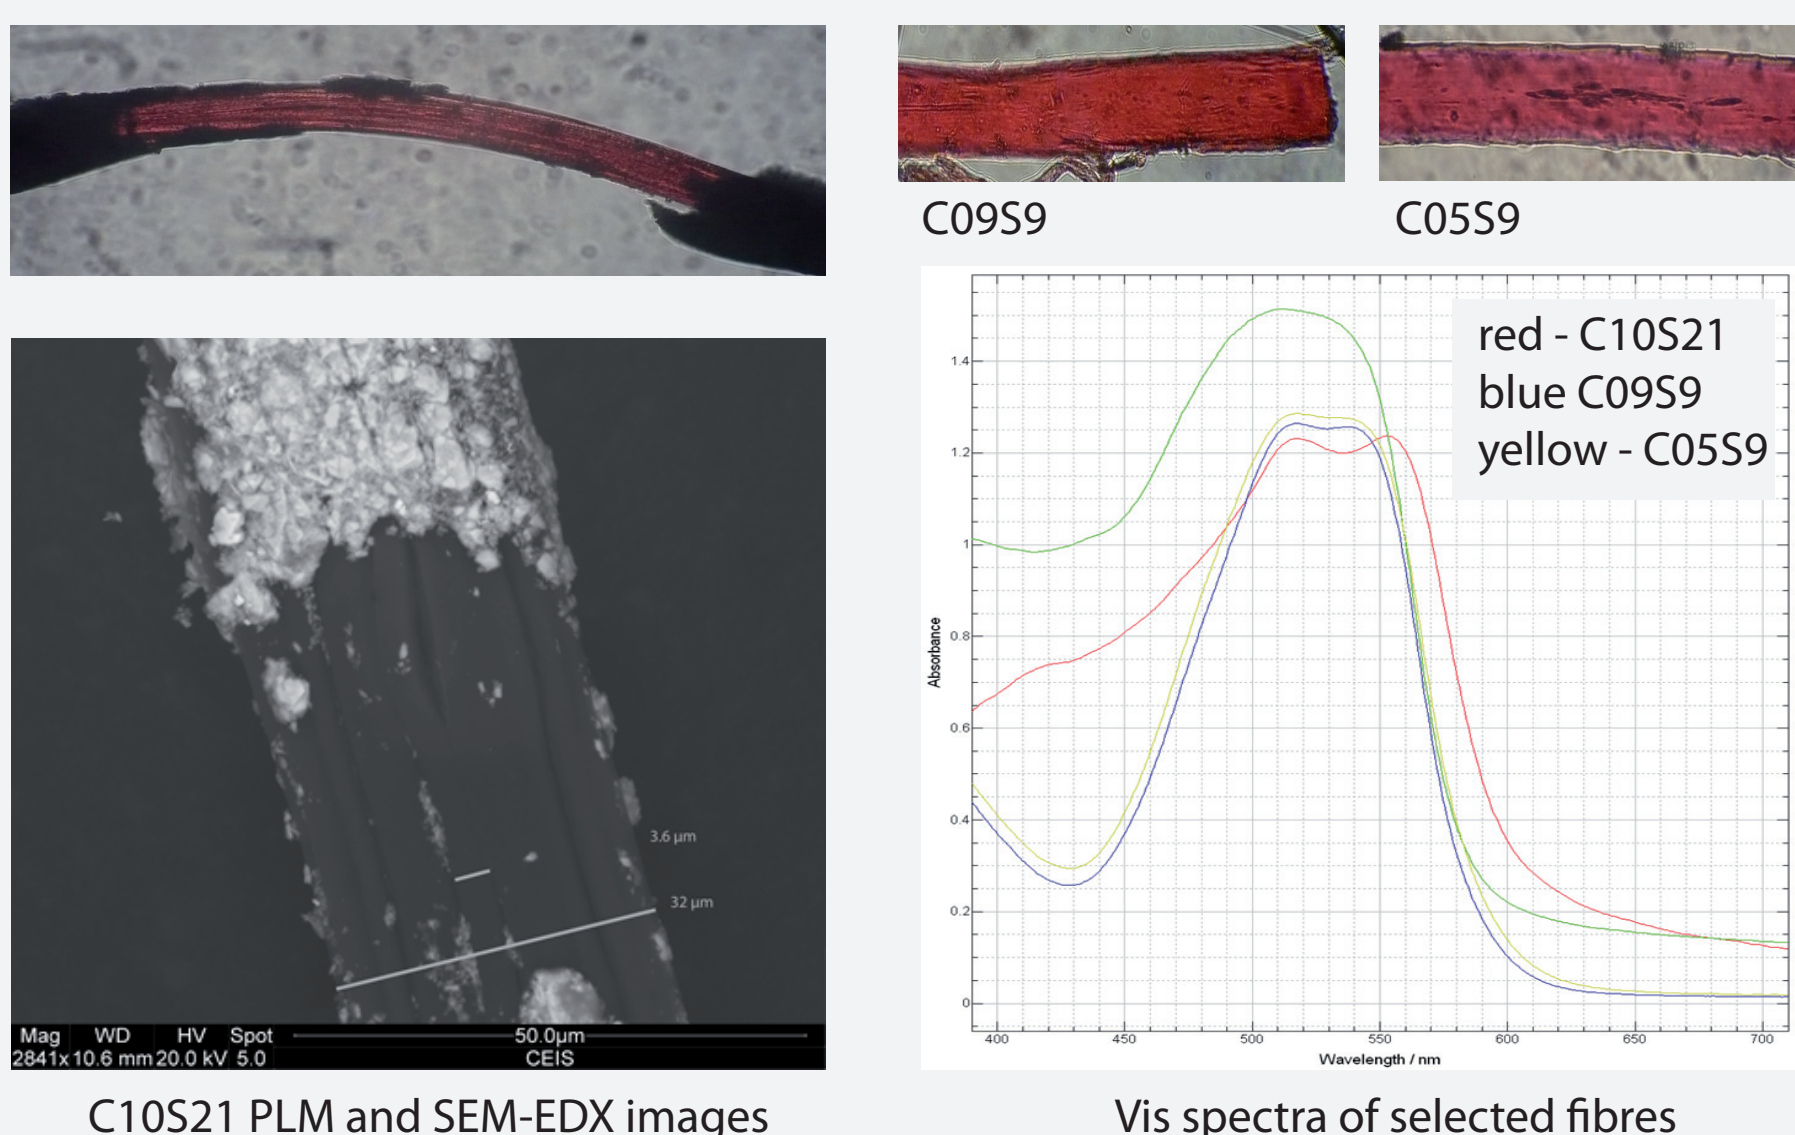 C09S9
C05S9
red - C10S21
blue C09S9
yellow - C05S9
1.4
1.2
1
0.8
0.6
0.4
0.2
0
Absorbance
400 450 500 550 600 650 700
Wavelength / nm
3.6 µm
32 µm
Mag WD HV Spot 50.0µm
2841x 10.6 mm 20.0 kV 5.0 CEIS
C10S21 PLM and SEM-EDX images
Vis spectra of selected fibres